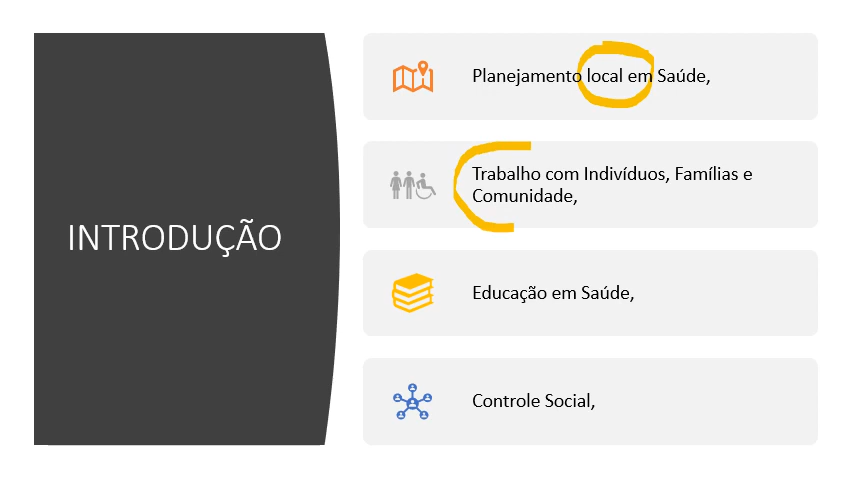 INTRODUÇÃO
Planejamento local em Saúde,
Trabalho com Indivíduos, Famílias e
Comunidade,
Educação em Saúde,
Controle Social,